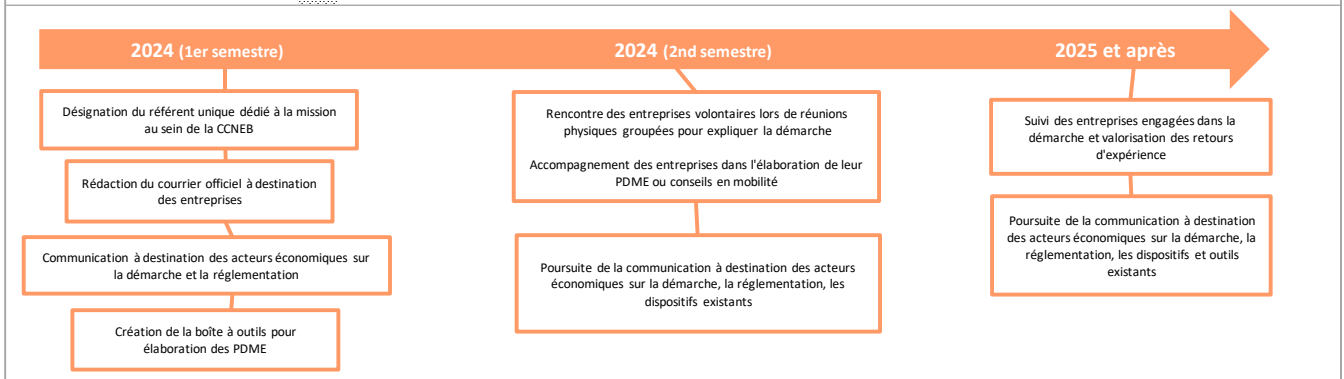 2024 (1er semestre)
2024 (2nd semestre)
2025 et après
Désignation du référent unique dédié à la mission
au sein de la CCNEB
Rédaction du courrier officiel à destination
des entreprises
Communication à destination des acteurs économiques sur
la démarche et la réglementation
Création de la boîte à outils pour
élaboration des PDME
Rencontre des entreprises volontaires lors de réunions
physiques groupées pour expliquer la démarche
Accompagnement des entreprises dans l'élaboration de leur
PDME ou conseils en mobilité
Poursuite de la communication à destination des acteurs
économiques sur la démarche, la réglementation, les
dispositifs existants
Suivi des entreprises engagées dans la
démarche et valorisation des retours
d'expérience
Poursuite de la communication à destination
des acteurs économiques sur la démarche, la
réglementation, les dispositifs et outils
existants